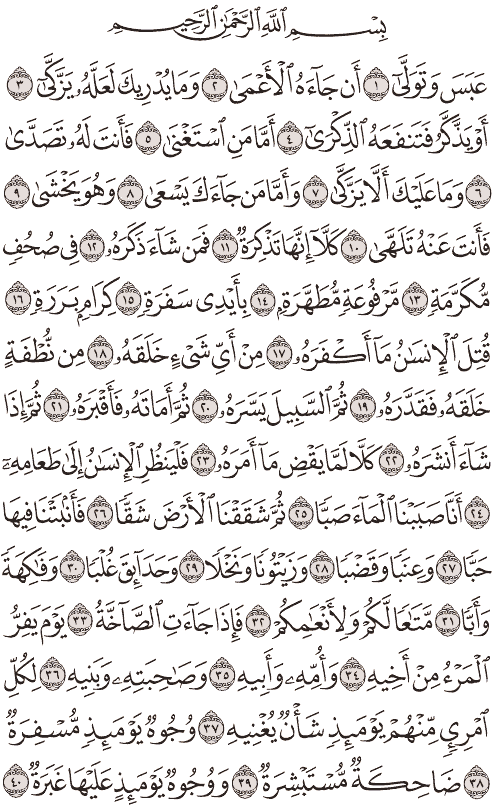 بِسْمِ اللَّهِ الرَّحْمَٰنِ الرَّحِيمِ
عَبَسَ وَتَوَلَّىٰٓ ١ أَن جَآءَهُ ٱلْأَعْمَىٰ ٢ وَمَا يُدْرِيكَ لَعَلَّهُۥ يَزَّكَّىٰٓ ٣
أَوْ يَذَّكَّرُ فَتَنفَعَهُ ٱلذِّكْرَىٰٓ ٤ أَمَّا مَنِ ٱسْتَغْنَىٰ ٥ فَأَنتَ لَهُۥ تَصَدَّىٰ
٦ وَمَا عَلَيْكَ أَلَّا يَزَّكَّىٰ ٧ وَأَمَّا مَن جَآءَكَ يَسْعَىٰ ٨ وَهُوَ يَخْشَىٰ ٩
فَأَنتَ عَنْهُ تَلَهَّىٰ ١٠ كَلَّآ إِنَّهَا تَذْكِرَةٌ ١١ فَمَن شَآءَ ذَكَرَهُۥ ١٢ فِى صُحُفٍ
مُّكَرَّمَةٍ ١٣ مَّرْفُوعَةٍ مُّطَهَّرَةٍۭ ١٤ بِأَيْدِى سَفَرَةٍ ١٥ كِرَامٍۭ بَرَرَةٍ ١٦
قُتِلَ ٱلْإِنسَٰنُ مَآ أَكْفَرَهُۥ ١٧ مِنْ أَىِّ شَىْءٍ خَلَقَهُۥ ١٨ مِن نُّطْفَةٍ
خَلَقَهُۥ فَقَدَّرَهُۥ ١٩ ثُمَّ ٱلسَّبِيلَ يَسَّرَهُۥ ٢٠ ثُمَّ أَمَاتَهُۥ فَأَقْبَرَهُۥ ٢١ ثُمَّ إِذَا
شَآءَ أَنشَرَهُۥ ٢٢ كَلَّا لَمَّا يَقْضِ مَآ أَمَرَهُۥ ٢٣ فَلْيَنظُرِ ٱلْإِنسَٰنُ إِلَىٰ طَعَامِهِۦٓ
٢٤ أَنَّا صَبَبْنَا ٱلْمَآءَ صَبًّا ٢٥ ثُمَّ شَقَقْنَا ٱلْأَرْضَ شَقًّا ٢٦ فَأَنۢبَتْنَا فِيهَا
حَبًّا ٢٧ وَعِنَبًا وَقَضْبًا ٢٨ وَزَيْتُونًا وَنَخْلًا ٢٩ وَحَدَآئِقَ غُلْبًا ٣٠ وَفَٰكِهَةً
وَأَبًّا ٣١ مَّتَٰعًا لَّكُمْ وَلِأَنْعَٰمِكُمْ ٣٢ فَإِذَا جَآءَتِ ٱلصَّآخَّةُ ٣٣ يَوْمَ يَفِرُّ
ٱلْمَرْءُ مِنْ أَخِيهِ ٣٤ وَأُمِّهِۦ وَأَبِيهِ ٣٥ وَصَٰحِبَتِهِۦ وَبَنِيهِ ٣٦ لِكُلِّ
ٱمْرِئٍ مِّنْهُمْ يَوْمَئِذٍ شَأْنٌ يُغْنِيهِ ٣٧ وُجُوهٌ يَوْمَئِذٍ مُّسْفِرَةٌ
٣٨ ضَاحِكَةٌ مُّسْتَبْشِرَةٌ ٣٩ وَوُجُوهٌ يَوْمَئِذٍ عَلَيْهَا غَبَرَةٌ ٤٠